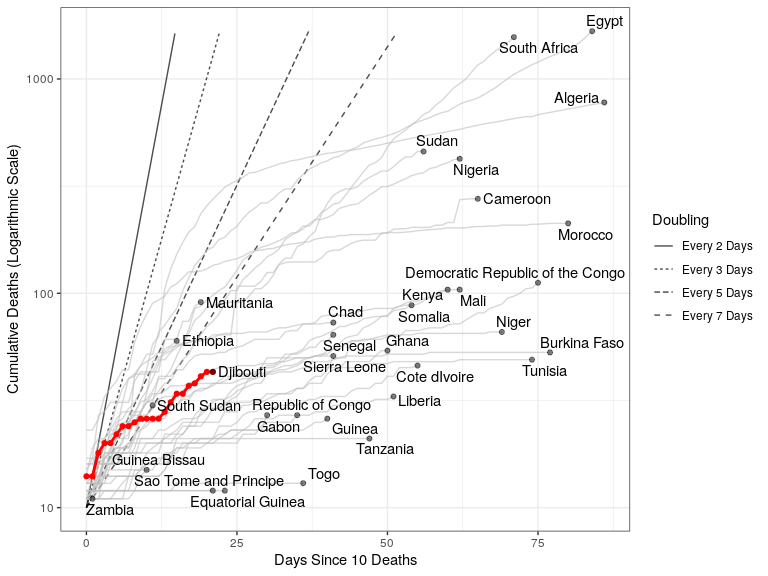 Egypt
South Africa
1000
Algeria
Sudan
Nigeria
Cameroon
Doubling
Every 2 Days
Morocco
Every 3 Days
Democratic Republic of the Congo
Every 5 Days
100
Kenya
Mali
Mauritania
Chad
Somalia
Every 7 Days
Niger
Ethiopia
Senegal
Ghana
Burkina Faso
Sierra Leone
Djibouti
Cote dIvoire
Tunisia
South Sudan
Republic of Congo
Liberia
Gabon
Guinea
Tanzania
Guinea Bissau
Togo
Sao Tome and Principe
Equatorial Guinea
10
Zambia
0
25
50
75
Days Since 10 Deaths
Cumulative Deaths (Logarithmic Scale)